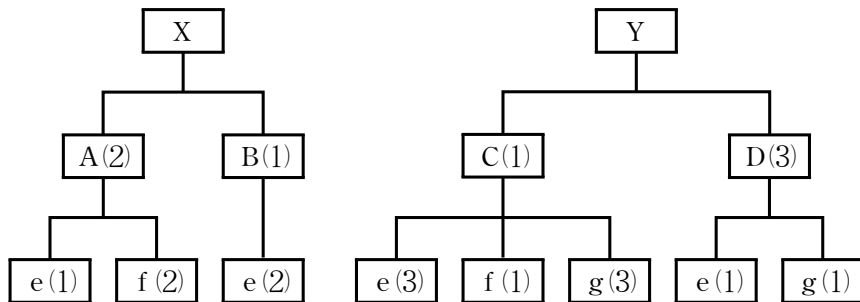 X Y
A(2) B(1) C(1) D(3)
e(1) f(2) e(2) e(3) f(1) g(3) e(1) g(1)